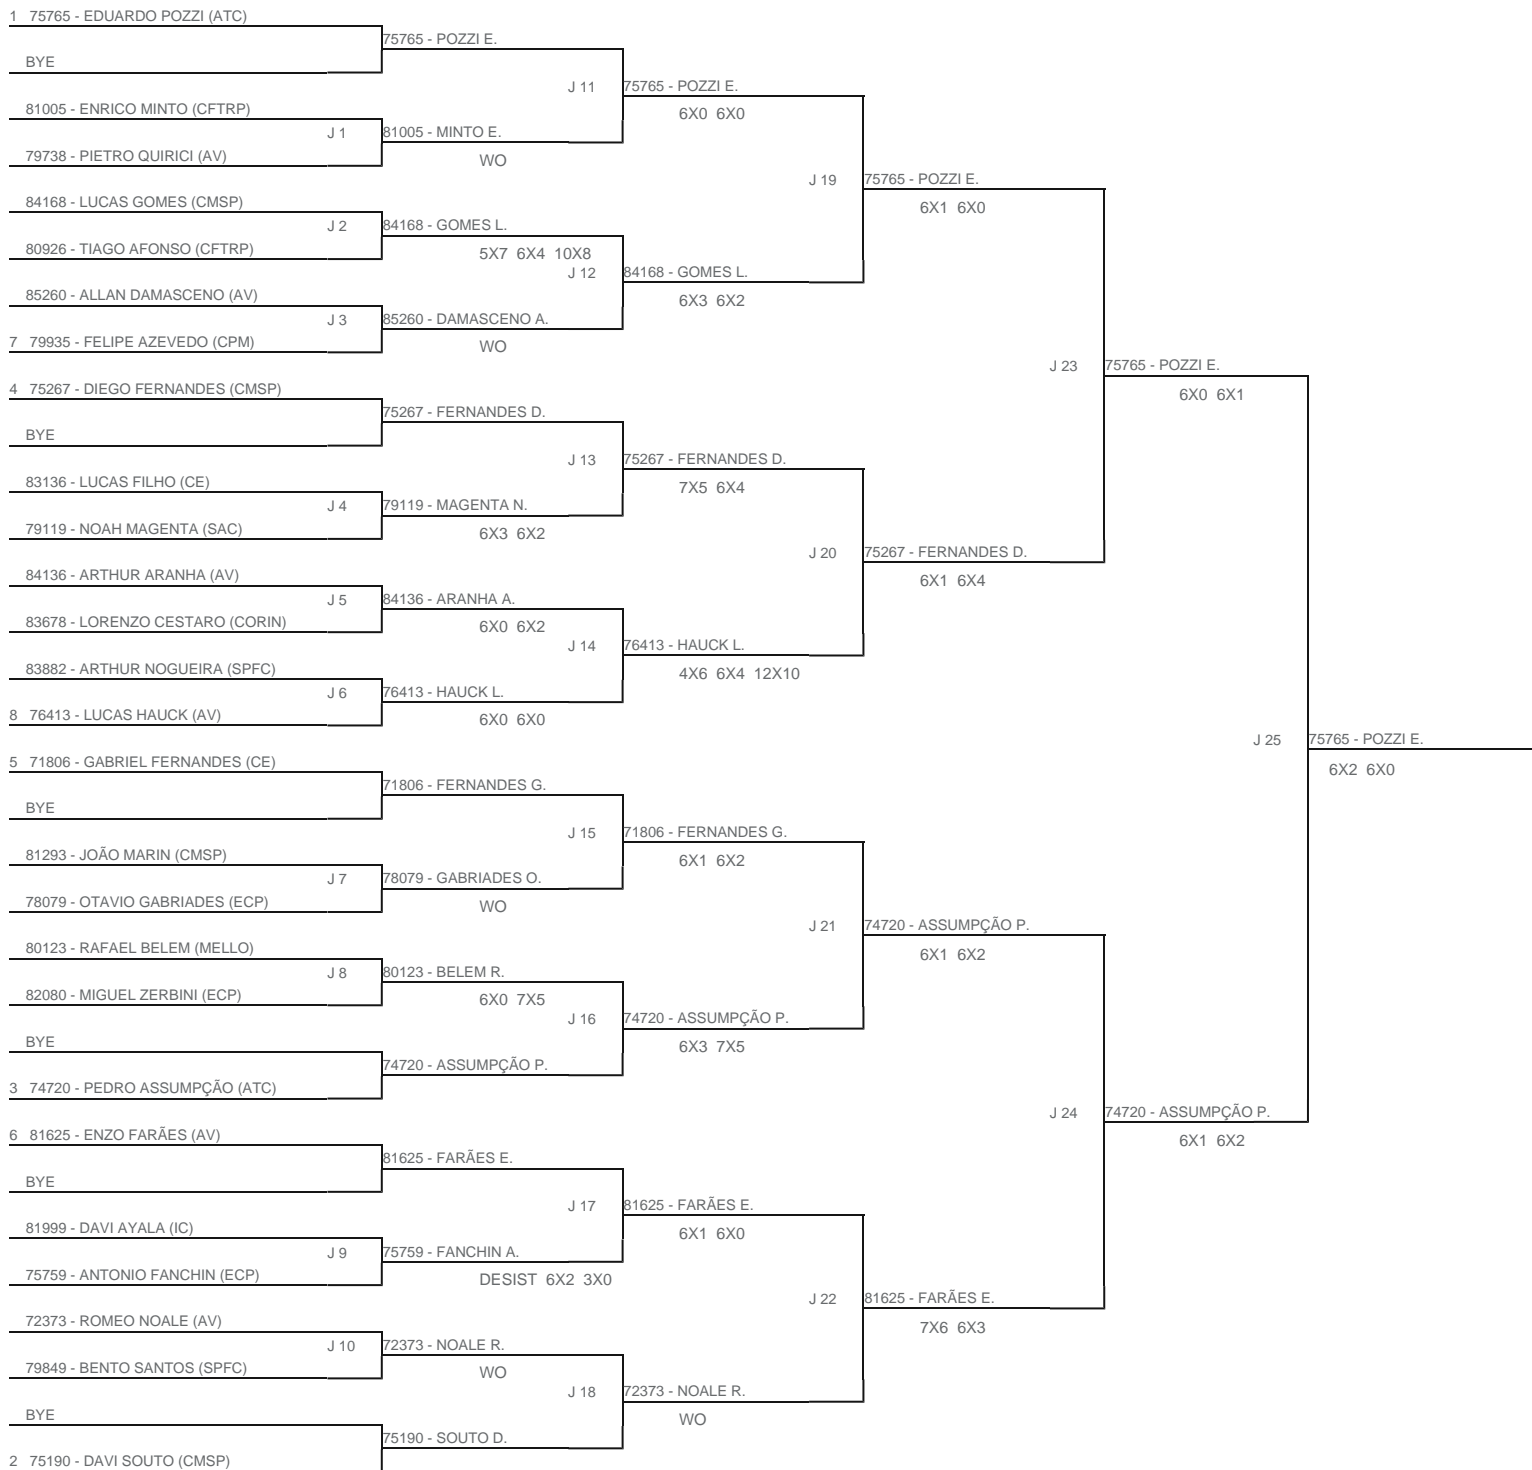 1 75765 - EDUARDO POZZI (ATC)
75765 - POZZI E.
BYE
J 11
75765 - POZZI E.
6X0 6X0
81005 - ENRICO MINTO (CFTRP)
J 1
81005 - MINTO E.
WO
79738 - PIETRO QUIRICI (AV)
J 19
75765 - POZZI E.
6X1 6X0
84168 - LUCAS GOMES (CMSP)
J 2
84168 - GOMES L.
5X7 6X4 10X8
80926 - TIAGO AFONSO (CFTRP)
J 12
84168 - GOMES L.
6X3 6X2
85260 - ALLAN DAMASCENO (AV)
J 3
85260 - DAMASCENO A.
WO
7 79935 - FELIPE AZEVEDO (CPM)
J 23
75765 - POZZI E.
6X0 6X1
4 75267 - DIEGO FERNANDES (CMSP)
75267 - FERNANDES D.
BYE
J 13
75267 - FERNANDES D.
7X5 6X4
83136 - LUCAS FILHO (CE)
J 4
79119 - MAGENTA N.
6X3 6X2
79119 - NOAH MAGENTA (SAC)
J 20
75267 - FERNANDES D.
6X1 6X4
84136 - ARTHUR ARANHA (AV)
J 5
84136 - ARANHA A.
6X0 6X2
83678 - LORENZO CESTARO (CORIN)
J 14
76413 - HAUCK L.
4X6 6X4 12X10
83882 - ARTHUR NOGUEIRA (SPFC)
J 6
76413 - HAUCK L.
6X0 6X0
8 76413 - LUCAS HAUCK (AV)
J 25
75765 - POZZI E.
6X2 6X0
5 71806 - GABRIEL FERNANDES (CE)
71806 - FERNANDES G.
BYE
J 15
71806 - FERNANDES G.
6X1 6X2
81293 - JOÃO MARIN (CMSP)
J 7
78079 - GABRIADES O.
WO
78079 - OTAVIO GABRIADES (ECP)
J 21
74720 - ASSUMPÇÃO P.
6X1 6X2
80123 - RAFAEL BELEM (MELLO)
J 8
80123 - BELEM R.
6X0 7X5
82080 - MIGUEL ZERBINI (ECP)
J 16
74720 - ASSUMPÇÃO P.
6X3 7X5
BYE
74720 - ASSUMPÇÃO P.
3 74720 - PEDRO ASSUMPÇÃO (ATC)
J 24
74720 - ASSUMPÇÃO P.
6X1 6X2
6 81625 - ENZO FARÃES (AV)
81625 - FARÃES E.
BYE
J 17
81625 - FARÃES E.
6X1 6X0
81999 - DAVI AYALA (IC)
J 9
75759 - FANCHIN A.
DESIST 6X2 3X0
75759 - ANTONIO FANCHIN (ECP)
J 22
81625 - FARÃES E.
7X6 6X3
72373 - ROMEO NOALE (AV)
J 10
72373 - NOALE R.
WO
79849 - BENTO SANTOS (SPFC)
J 18
72373 - NOALE R.
WO
BYE
75190 - SOUTO D.
2 75190 - DAVI SOUTO (CMSP)